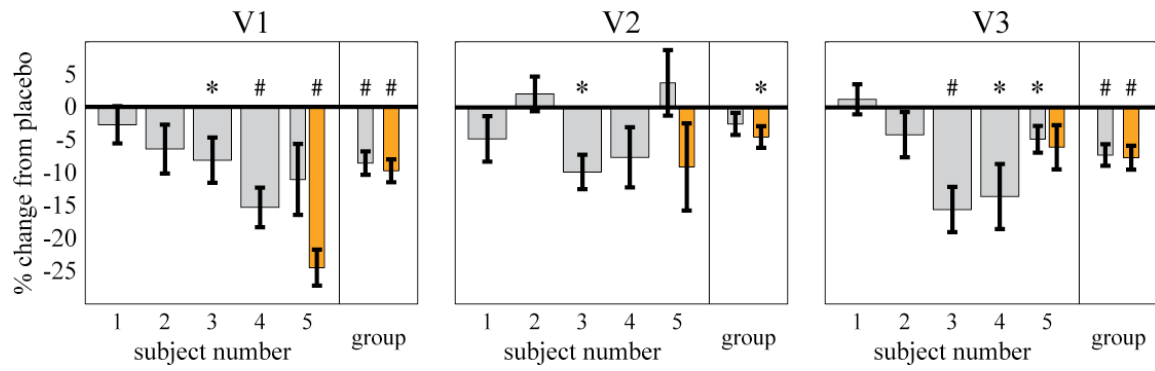 V1 V2 V3
% change from placebo
5
0
-5
-10
-15
-20
-25
* # # # # * * # * * # #
1 2 3 4 5 1 2 3 4 5 1 2 3 4 5
group group group
subject number subject number subject number